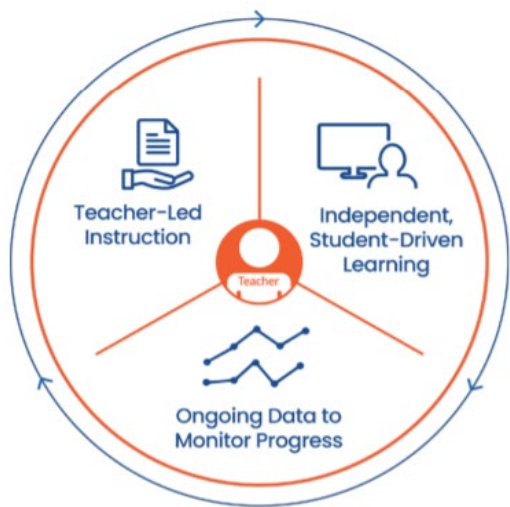 Teacher-Led
Instruction
Independent,
Student-Driven
Learning
Teacher
Ongoing Data to
Monitor Progress